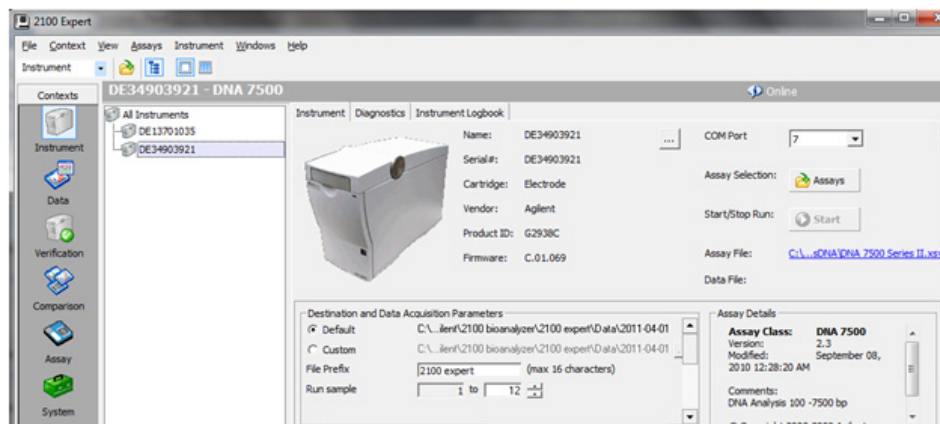 2100 Expert
File Context View Assays Instrument Windows Help
Instrument
Contexts
DE34903921 - DNA 7500
Online
Instrument
Data
Verification
Comparison
Assay
System
All Instruments
DE13701035
DE34903921
Instrument Diagnostics Instrument Logbook
Name: DE34903921 ...
Serial#: DE34903921
Cartridge: Electrode
Vendor: Agilent
Product ID: G2938C
Firmware: C.01.069
COM Port 7
Assay Selection: Assays
Start/Stop Run: Start
Assay File: C:\...sDNA\DNA 7500 Series II.xs
Data File:
Destination and Data Acquisition Parameters
Default C:\...ilent\2100 bioanalyzer\2100 expert\Data\2011-04-01
Custom C:\...ilent\2100 bioanalyzer\2100 expert\Data\2011-04-01
File Prefix 2100 expert (max 16 characters)
Run sample 1 to 12
Assay Details
Assay Class: DNA 7500
Version: 2.3
Modified: September 08,
2010 12:28:20 AM
Comments:
DNA Analysis 100 -7500 bp